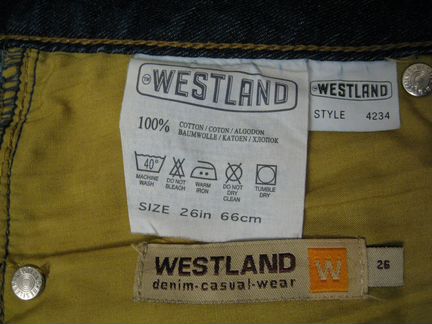 TM WESTLAND
WESTLAND
STYLE 4234
100% COTTON / COTON / ALGODON
BAUMWOLLE / KATOEN / ХЛОПОК
40°
MACHINE WASH
DO NOT BLEACH
WARM IRON
DO NOT DRY CLEAN
TUMBLE DRY
SIZE 26in 66cm
WESTLAND W 26
denim-casual-wear